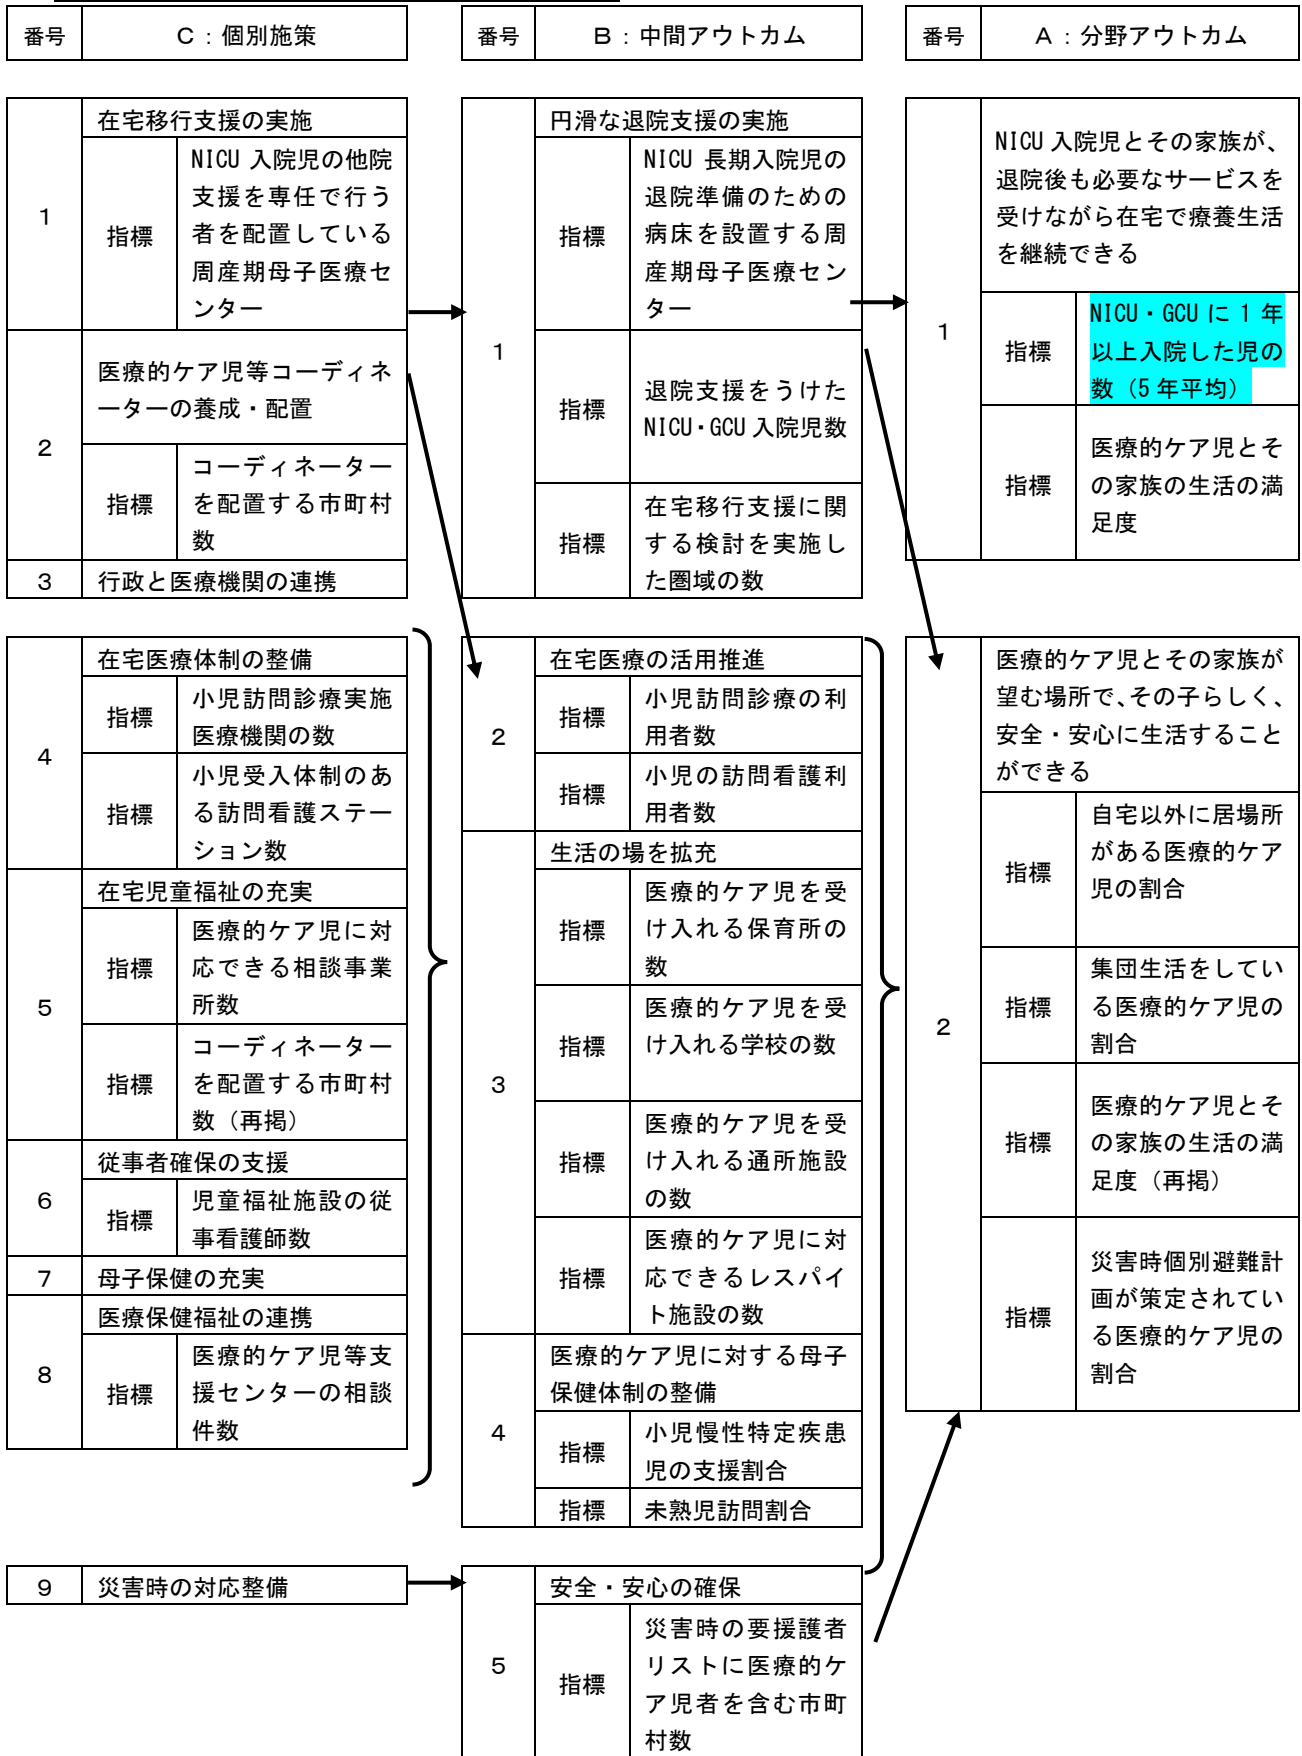 番号
C：個別施策
番号
B：中間アウトカム
番号
A：分野アウトカム
1
在宅移行支援の実施
指標
NICU 入院児の他院
支援を専任で行う
者を配置している
周産期母子医療セ
ンター
2
医療的ケア児等コーディネ
ーターの養成・配置
指標
コーディネーター
を配置する市町村
数
3
行政と医療機関の連携
4
在宅医療体制の整備
指標
小児訪問診療実施
医療機関の数
指標
小児受入体制のあ
る訪問看護ステー
ション数
5
在宅児童福祉の充実
指標
医療的ケア児に対
応できる相談事業
所数
指標
コーディネーター
を配置する市町村
数（再掲）
6
従事者確保の支援
指標
児童福祉施設の従
事看護師数
7
母子保健の充実
8
医療保健福祉の連携
指標
医療的ケア児等支
援センターの相談
件数
9
災害時の対応整備
1
円滑な退院支援の実施
指標
NICU 長期入院児の
退院準備のための
病床を設置する周
産期母子医療セン
ター
指標
退院支援をうけた
NICU・GCU 入院児数
指標
在宅移行支援に関
する検討を実施し
た圏域の数
2
在宅医療の活用推進
指標
小児訪問診療の利
用者数
指標
小児の訪問看護利
用者数
3
生活の場を拡充
指標
医療的ケア児を受
け入れる保育所の
数
指標
医療的ケア児を受
け入れる学校の数
指標
医療的ケア児を受
け入れる通所施設
の数
指標
医療的ケア児に対
応できるレスパイ
ト施設の数
4
医療的ケア児に対する母子
保健体制の整備
指標
小児慢性特定疾患
児の支援割合
指標
未熟児訪問割合
5
安全・安心の確保
指標
災害時の要援護者
リストに医療的ケ
ア児者を含む市町
村数
1
NICU 入院児とその家族が、
退院後も必要なサービスを
受けながら在宅で療養生活
を継続できる
指標
NICU・GCU に 1 年
以上入院した児の
数（5 年平均）
指標
医療的ケア児とそ
の家族の生活の満
足度
2
医療的ケア児とその家族が
望む場所で、その子らしく、
安全・安心に生活すること
ができる
指標
自宅以外に居場所
がある医療的ケア
児の割合
指標
集団生活をしてい
る医療的ケア児の
割合
指標
医療的ケア児とそ
の家族の生活の満
足度（再掲）
指標
災害時個別避難計
画が策定されてい
る医療的ケア児の
割合